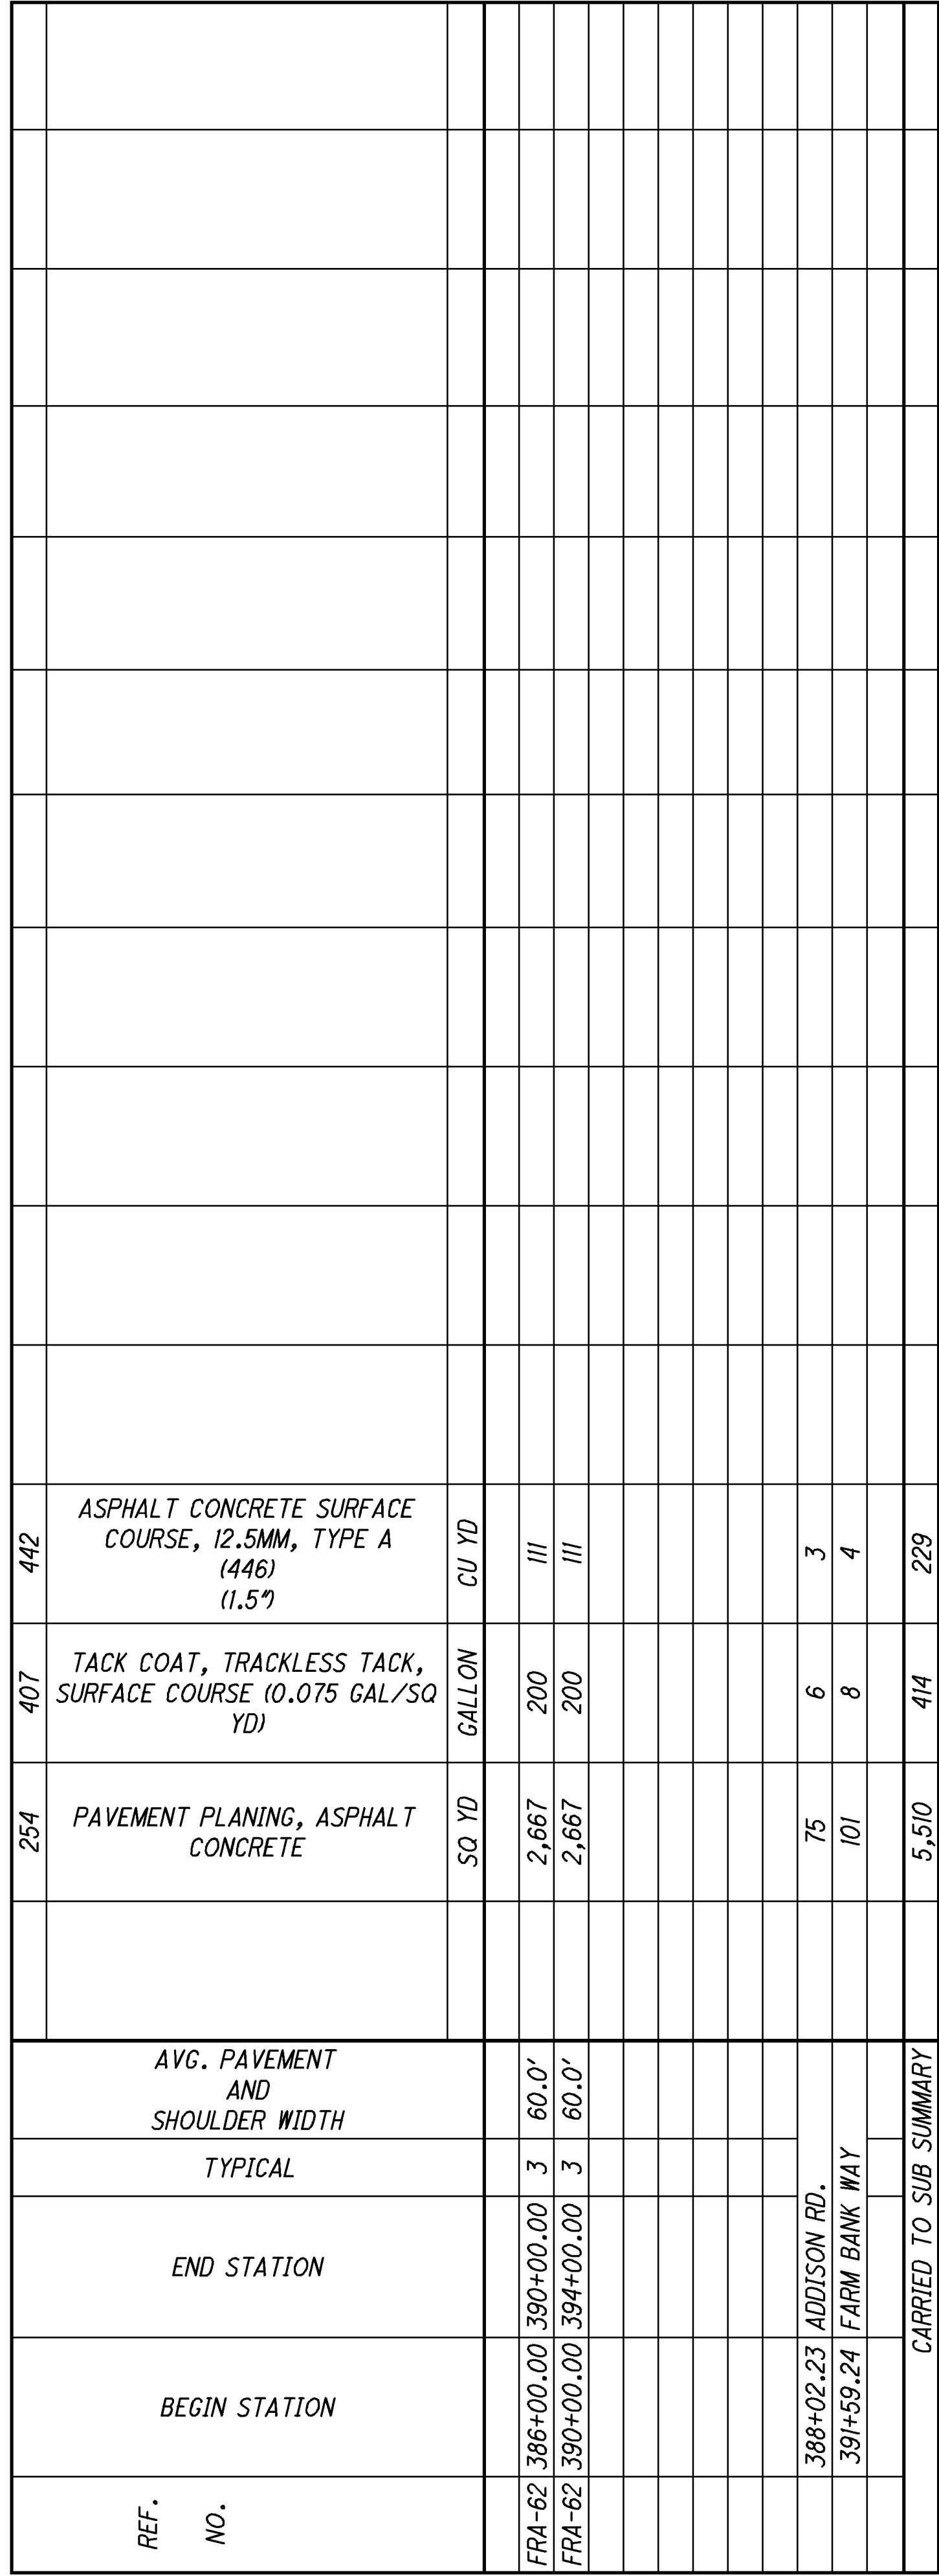 REF.
NO.
BEGIN STATION
END STATION
TYPICAL
AVG. PAVEMENT
AND
SHOULDER WIDTH
254
407
442
PAVEMENT PLANING, ASPHALT
CONCRETE
TACK COAT, TRACKLESS TACK,
SURFACE COURSE (0.075 GAL/SQ
YD)
ASPHALT CONCRETE SURFACE
COURSE, 12.5MM, TYPE A
(446)
(1.5")
SQ YD GALLON CU YD
FRA-62 386+00.00 390+00.00 3 60.0' 2,667 200 111
FRA-62 390+00.00 394+00.00 3 60.0' 2,667 200 111
388+02.23 ADDISON RD. 75 6 3
391+59.24 FARM BANK WAY 101 8 4
CARRIED TO SUB SUMMARY 5,510 414 229